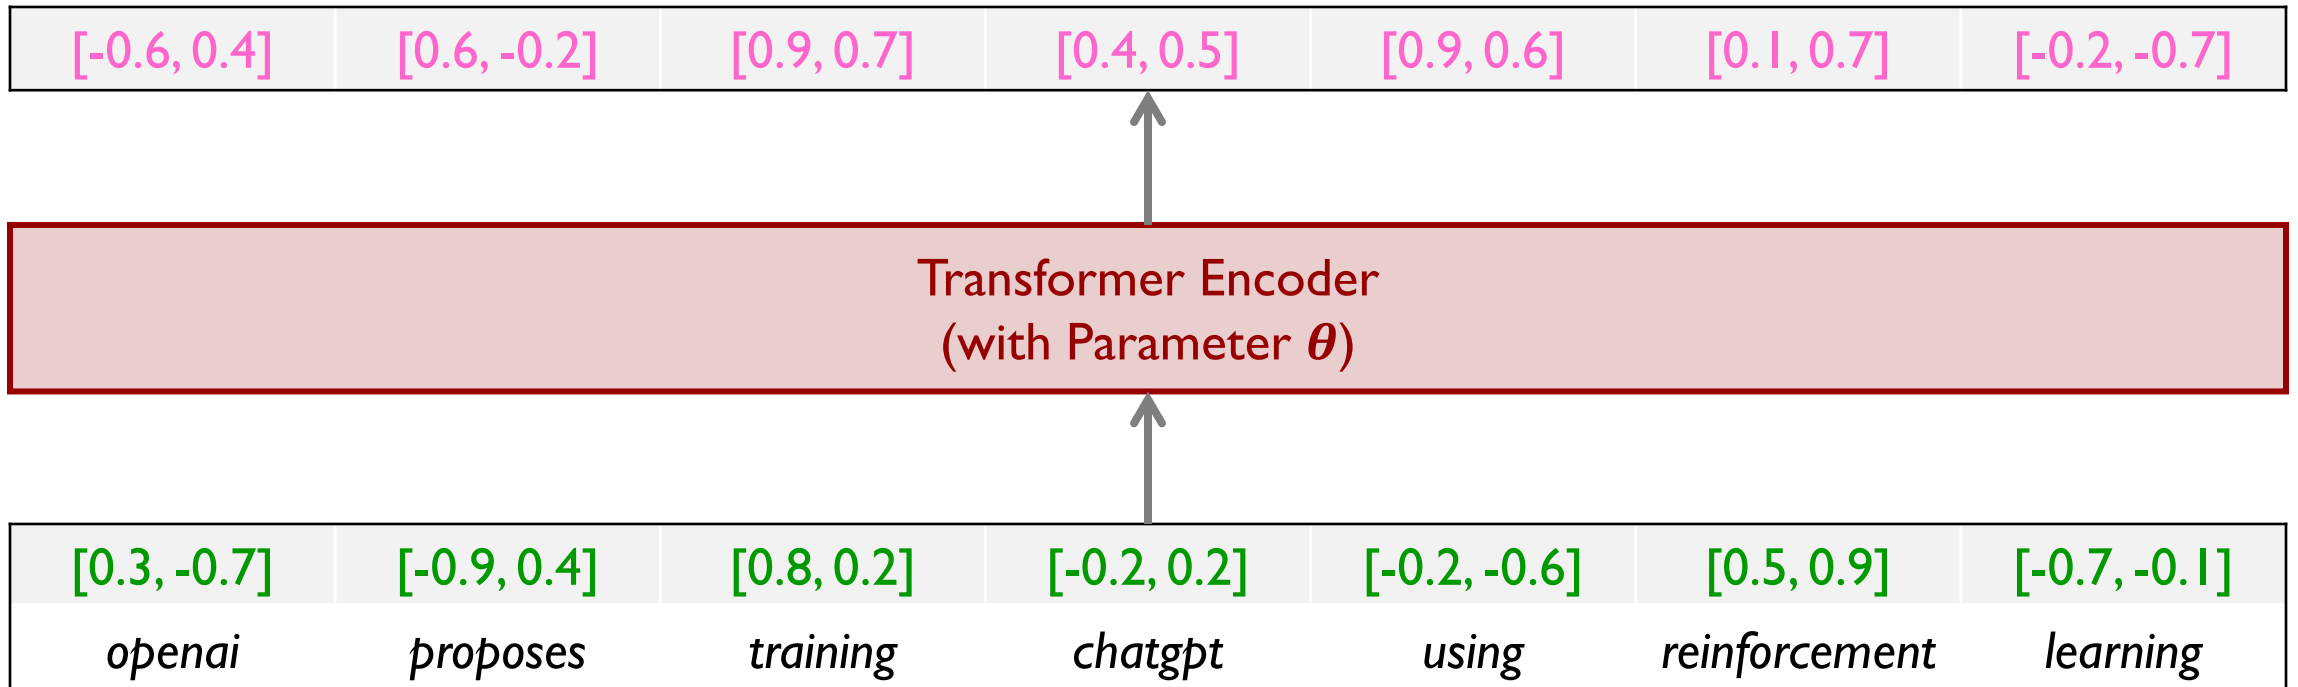 [-0.6, 0.4] [0.6, -0.2] [0.9, 0.7] [0.4, 0.5] [0.9, 0.6] [0.1, 0.7] [-0.2, -0.7]
Transformer Encoder
(with Parameter θ)
[0.3, -0.7] [-0.9, 0.4] [0.8, 0.2] [-0.2, 0.2] [-0.2, -0.6] [0.5, 0.9] [-0.7, -0.1]
openai proposes training chatgpt using reinforcement learning